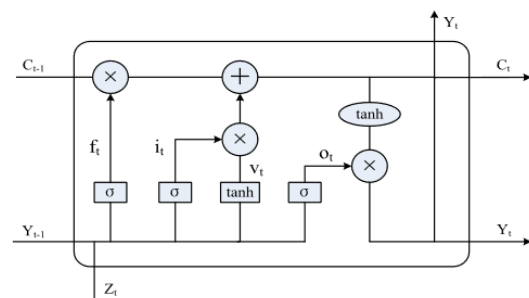 Yₜ
Cₜ₋₁ × + Cₜ
tanh
fₜ iₜ × vₜ oₜ ×
σ σ tanh σ
Yₜ₋₁ Yₜ
Zₜ